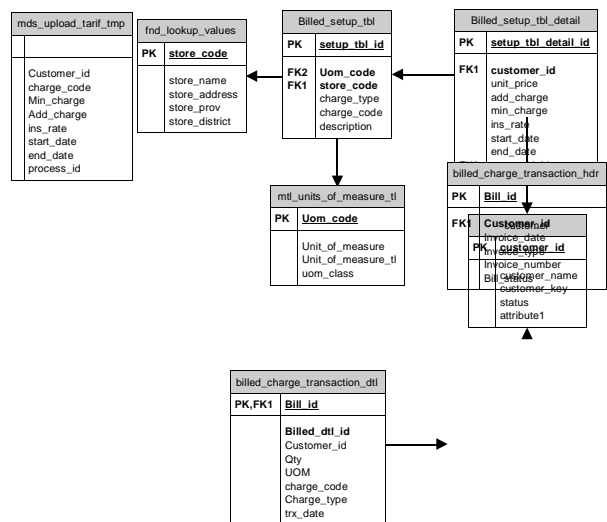 mds_upload_tarif_tmp
Customer_id
charge_code
Min_charge
Add_charge
ins_rate
start_date
end_date
process_id
fnd_lookup_values
PK store_code
store_name
store_address
store_prov
store_district
Billed_setup_tbl
PK setup_tbl_id
FK2 Uom_code
FK1 store_code
charge_type
charge_code
description
Billed_setup_tbl_detail
PK setup_tbl_detail_id
FK1 customer_id
unit_price
add_charge
min_charge
ins_rate
start_date
end_date
mtl_units_of_measure_tl
PK Uom_code
Unit_of_measure
Unit_of_measure_tl
uom_class
billed_charge_transaction_hdr
PK Bill_id
FK1 Customer_id
Invoice_date
Invoice_type
Invoice_number
Bill_status
customer
PK customer_id
customer_name
customer_key
status
attribute1
billed_charge_transaction_dtl
PK,FK1 Bill_id
Billed_dtl_id
Customer_id
Qty
UOM
charge_code
Charge_type
trx_date